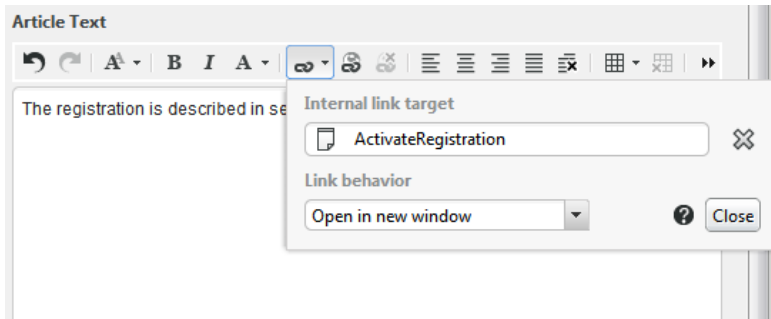 Article Text
A A B I A
The registration is described in se
Internal link target
ActivateRegistration
Link behavior
Open in new window
? Close